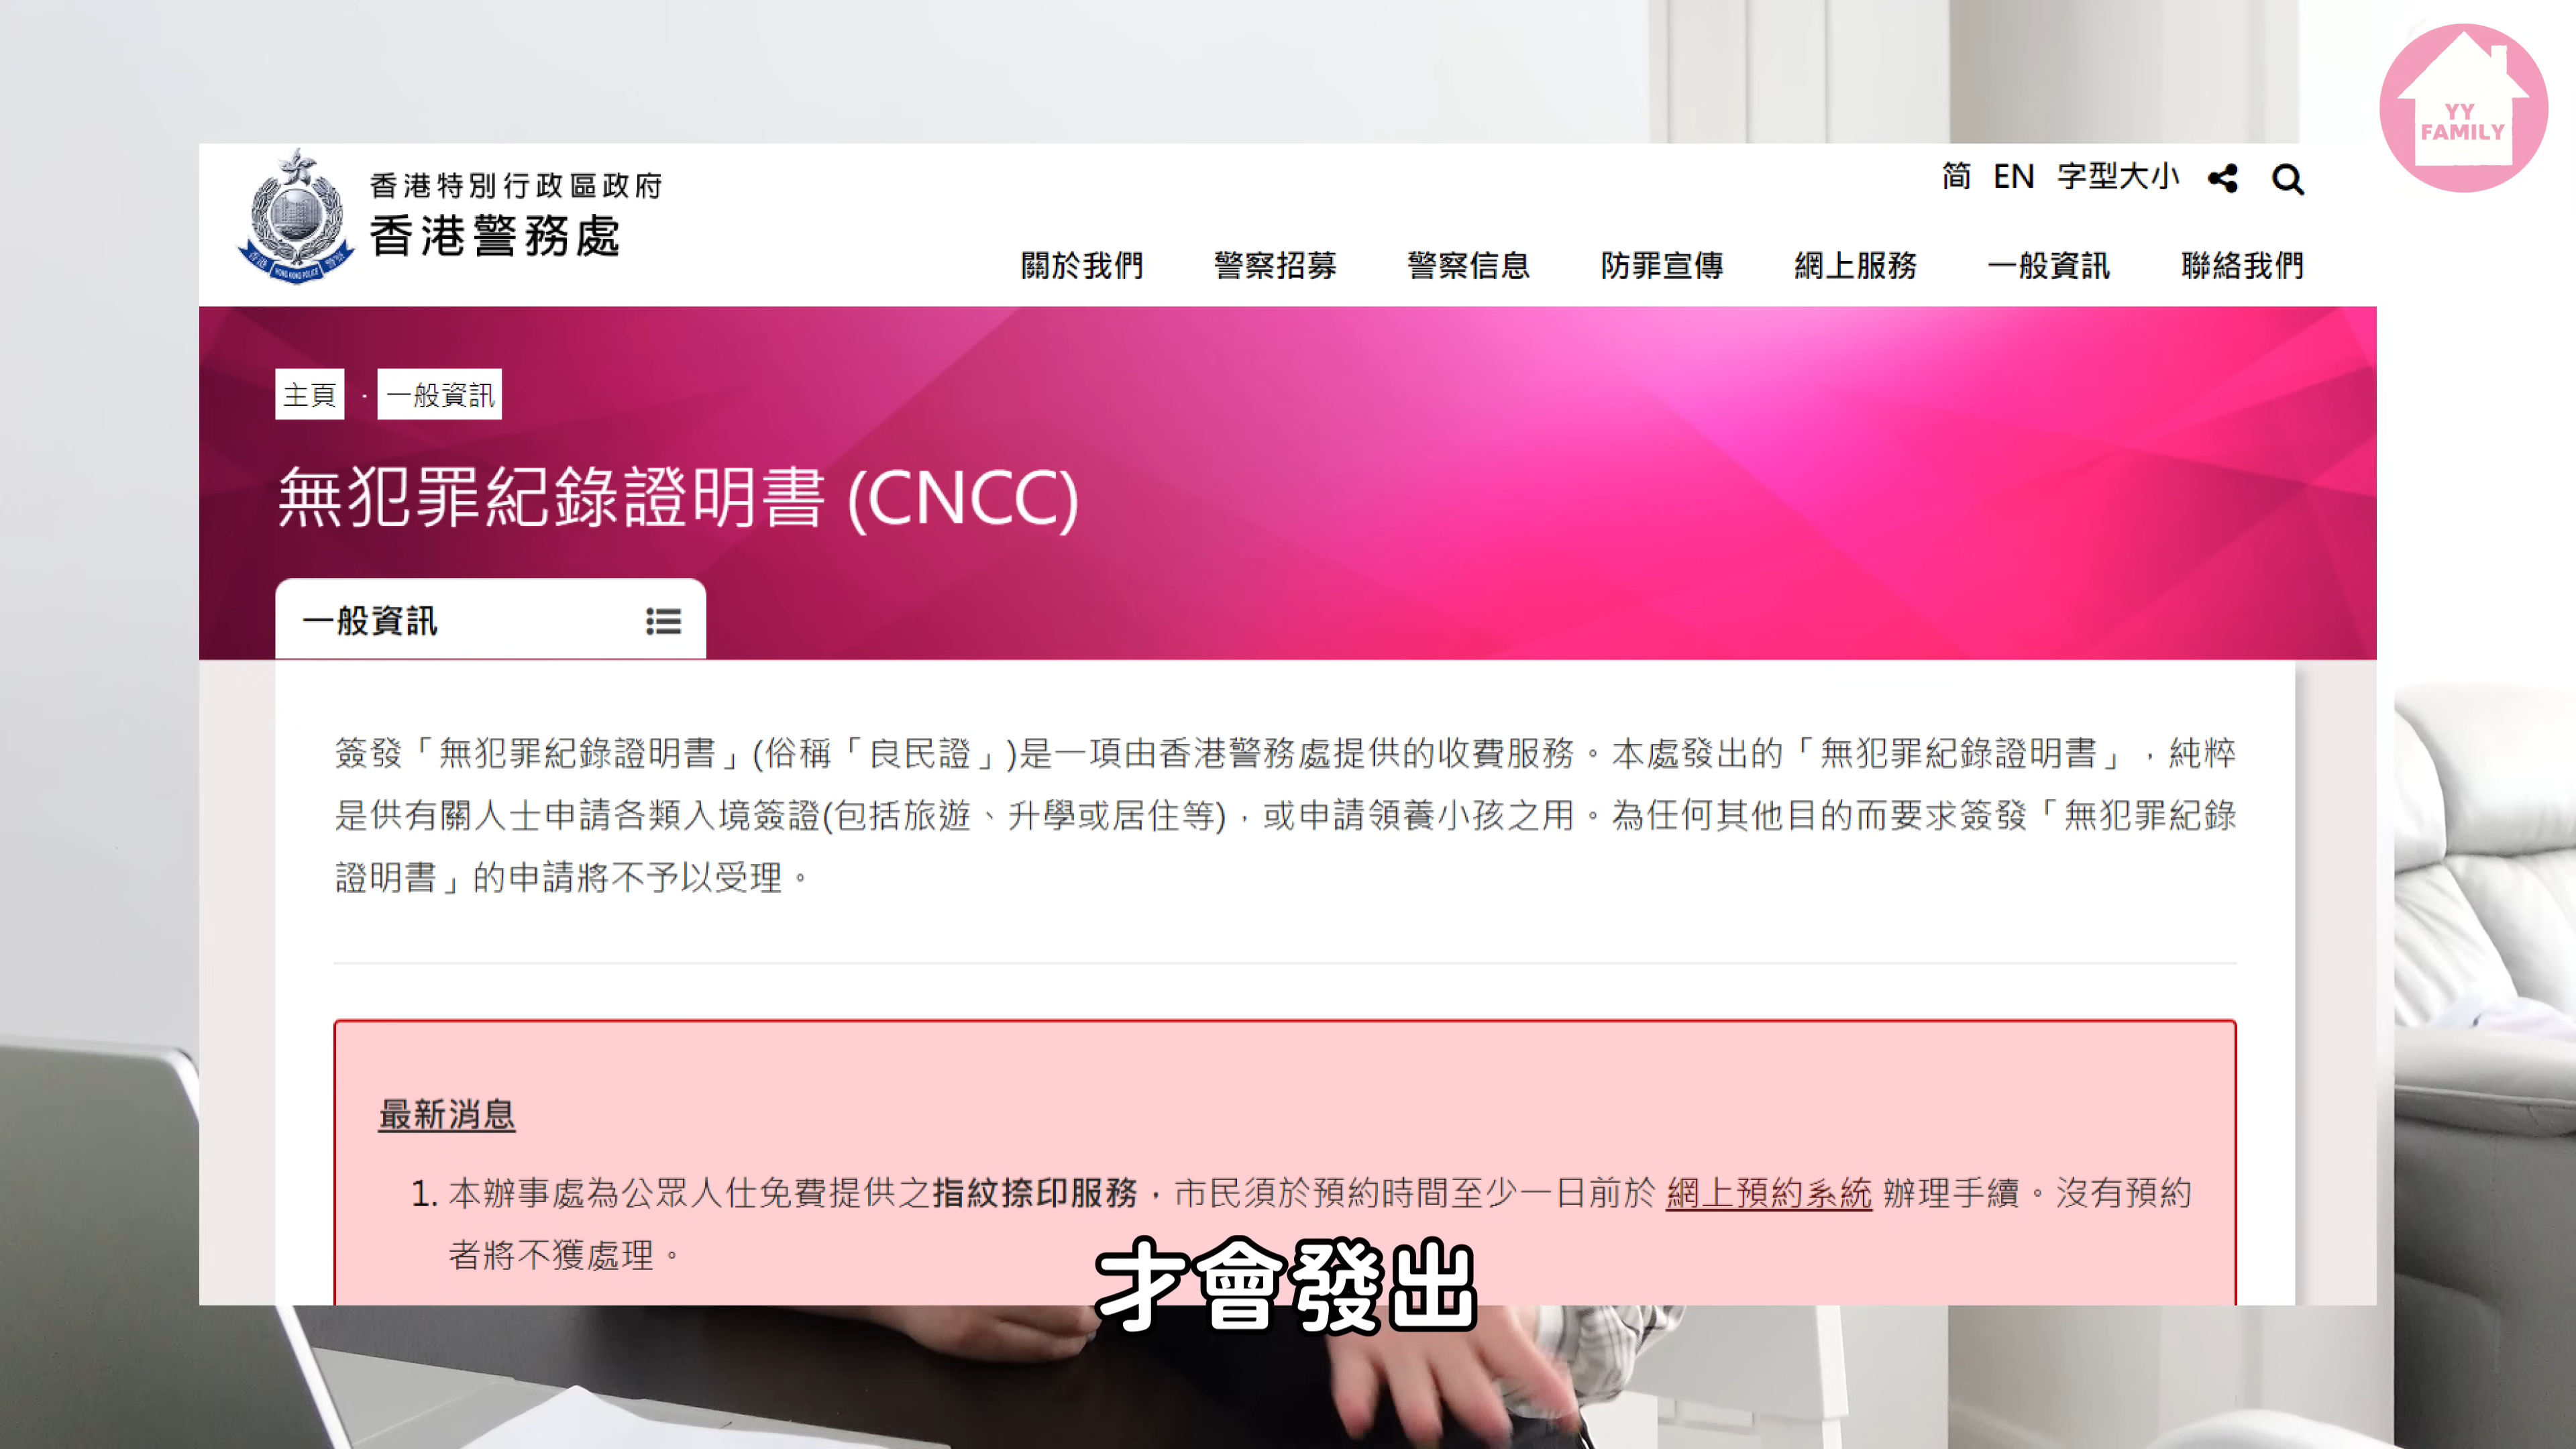 YY
FAMILY
简 EN 字型大小
香港特別行政區政府
香港警務處
HONG KONG POLICE
關於我們 警察招募 警察信息 防罪宣傳 網上服務 一般資訊 聯絡我們
主頁 · 一般資訊
無犯罪紀錄證明書 (CNCC)
一般資訊
簽發「無犯罪紀錄證明書」(俗稱「良民證」)是一項由香港警務處提供的收費服務。本處發出的「無犯罪紀錄證明書」，純粹
是供有關人士申請各類入境簽證(包括旅遊、升學或居住等)，或申請領養小孩之用。為任何其他目的而要求簽發「無犯罪紀錄
證明書」的申請將不予以受理。
最新消息
1. 本辦事處為公眾人仕免費提供之指紋捺印服務，市民須於預約時間至少一日前於 網上預約系統 辦理手續。沒有預約
者將不獲處理。
才會發出